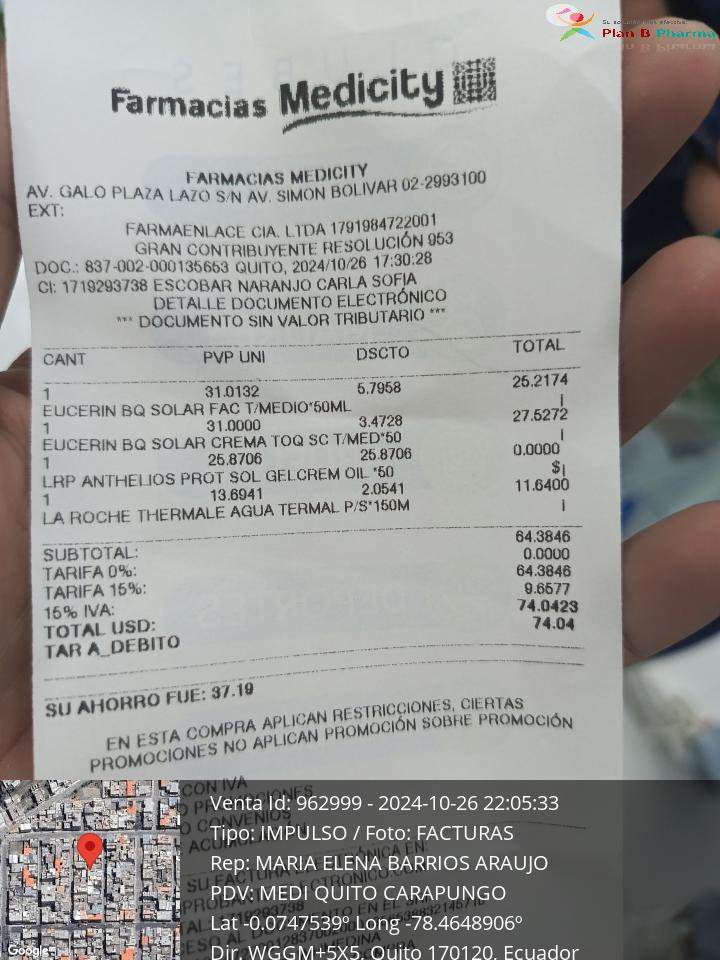 Su solución más efectiva:
Plan B Pharma
Farmacias Medicity
FARMACIAS MEDICITY
AV. GALO PLAZA LAZO S/N AV. SIMON BOLIVAR 02-2993100
EXT:
FARMAENLACE CIA. LTDA 1791984722001
GRAN CONTRIBUYENTE RESOLUCIÓN 953
DOC.: 837-002-000135653 QUITO, 2024/10/26 17:30:28
CI: 1719293738 ESCOBAR NARANJO CARLA SOFIA
DETALLE DOCUMENTO ELECTRÓNICO
*** DOCUMENTO SIN VALOR TRIBUTARIO ***
CANT PVP UNI DSCTO TOTAL
1 31.0132 5.7958 25.2174
EUCERIN BQ SOLAR FAC T/MEDIO*50ML I
1 31.0000 3.4728 27.5272
EUCERIN BQ SOLAR CREMA TOQ SC T/MED*50 I
1 25.8706 25.8706 0.0000
LRP ANTHELIOS PROT SOL GELCREM OIL *50 $I
1 13.6941 2.0541 11.6400
LA ROCHE THERMALE AGUA TERMAL P/S*150M I
SUBTOTAL: 64.3846
TARIFA 0%: 0.0000
TARIFA 15%: 64.3846
15% IVA: 9.6577
TOTAL USD: 74.0423
TAR A_DEBITO 74.04
SU AHORRO FUE: 37.19
EN ESTA COMPRA APLICAN RESTRICCIONES, CIERTAS
PROMOCIONES NO APLICAN PROMOCIÓN SOBRE PROMOCIÓN
CON IVA
PROMOCIONES
CONVENIOS
Venta Id: 962999 - 2024-10-26 22:05:33
Tipo: IMPULSO / Foto: FACTURAS
Rep: MARIA ELENA BARRIOS ARAUJO
PDV: MEDI QUITO CARAPUNGO
Lat -0.0747539º Long -78.4648906º
Dir. WGGM+5X5, Quito 170120, Ecuador
Google